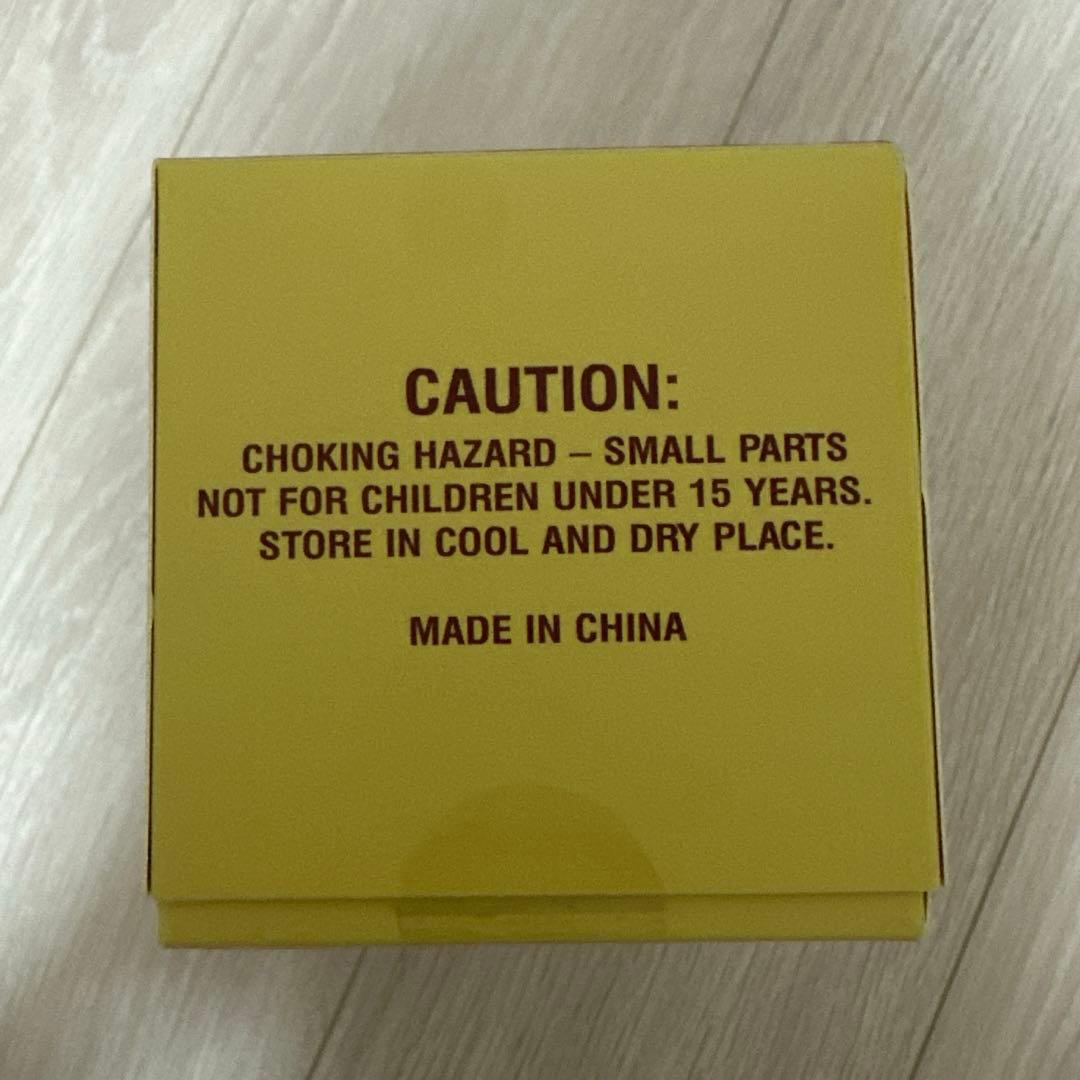 CAUTION:
CHOKING HAZARD – SMALL PARTS
NOT FOR CHILDREN UNDER 15 YEARS.
STORE IN COOL AND DRY PLACE.
MADE IN CHINA